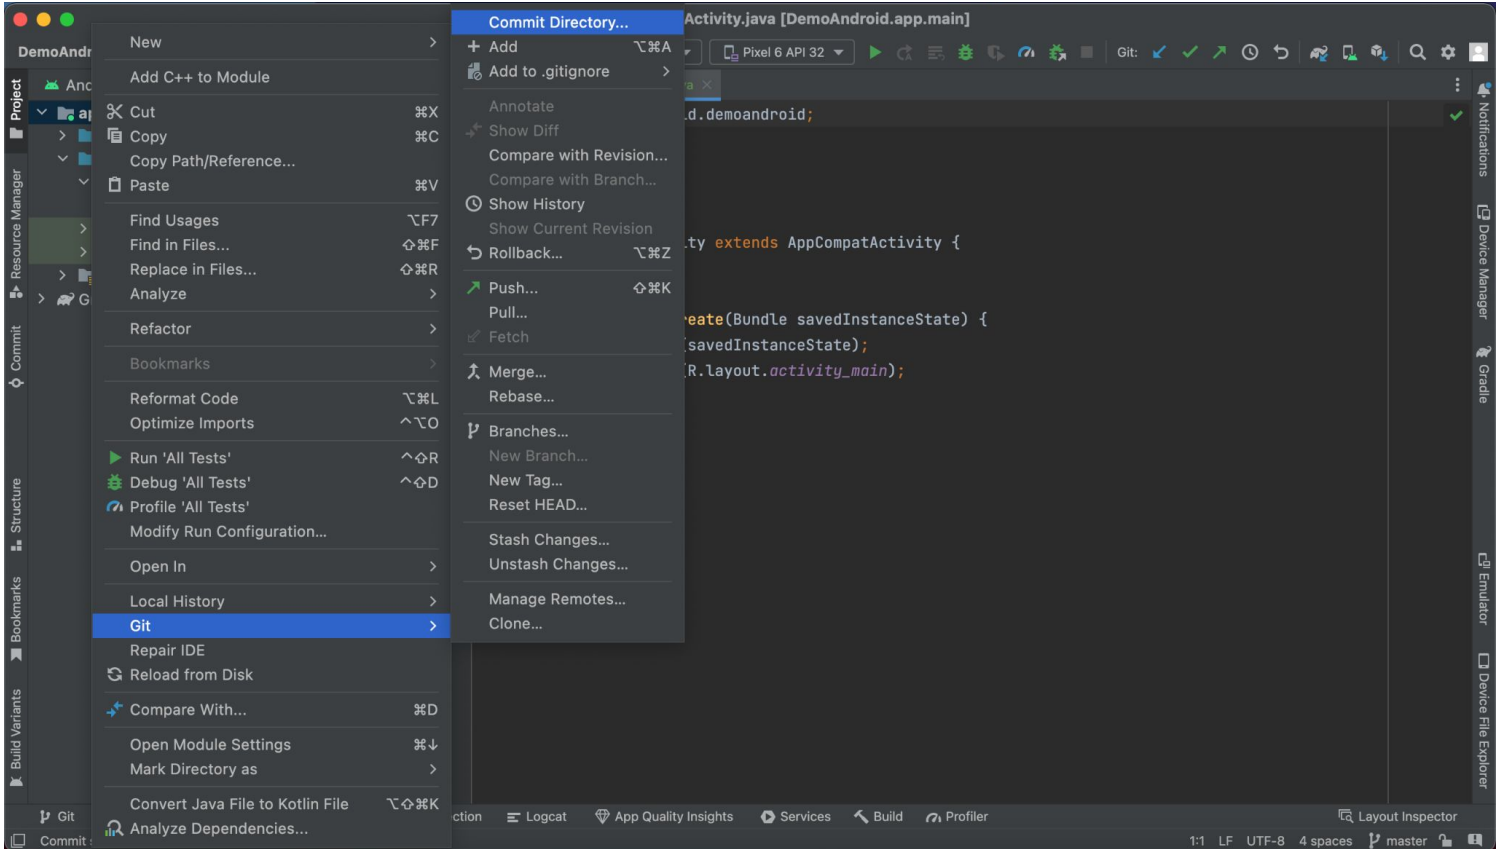 Activity.java [DemoAndroid.app.main]
DemoAndr
Pixel 6 API 32
Git:
Project
Resource Manager
Commit
Structure
Bookmarks
Build Variants
And
ap
G
New
Add C++ to Module
Cut ⌘X
Copy ⌘C
Copy Path/Reference...
Paste ⌘V
Find Usages ⌥F7
Find in Files... ⇧⌘F
Replace in Files... ⇧⌘R
Analyze
Refactor
Bookmarks
Reformat Code ⌥⌘L
Optimize Imports ^⌥O
Run 'All Tests' ^⇧R
Debug 'All Tests' ^⇧D
Profile 'All Tests'
Modify Run Configuration...
Open In
Local History
Git
Repair IDE
Reload from Disk
Compare With... ⌘D
Open Module Settings ⌘↓
Mark Directory as
Convert Java File to Kotlin File ⌥⇧⌘K
Analyze Dependencies...
Commit Directory...
Add ⌥⌘A
Add to .gitignore
Annotate
Show Diff
Compare with Revision...
Compare with Branch...
Show History
Show Current Revision
Rollback... ⌥⌘Z
Push... ⇧⌘K
Pull...
Fetch
Merge...
Rebase...
Branches...
New Branch...
New Tag...
Reset HEAD...
Stash Changes...
Unstash Changes...
Manage Remotes...
Clone...
va
.demoandroid;
ty extends AppCompatActivity {
eate(Bundle savedInstanceState) {
(savedInstanceState);
(R.layout.activity_main);
Notifications
Device Manager
Gradle
Emulator
Device File Explorer
Git
ction
Logcat
App Quality Insights
Services
Build
Profiler
Layout Inspector
Commit
1:1 LF UTF-8 4 spaces master